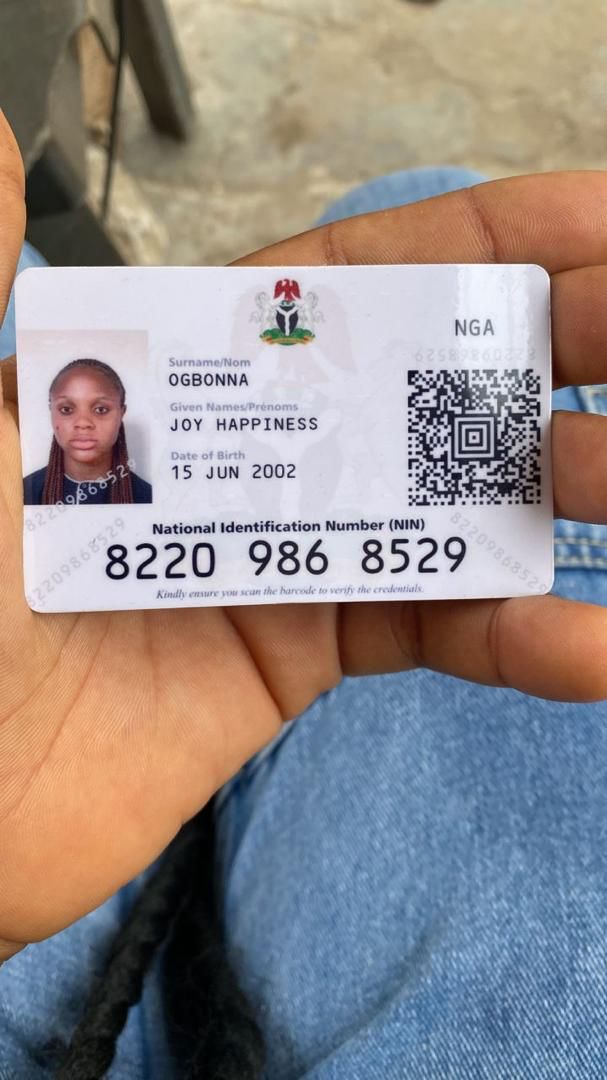 NGA
82209868529
Surname/Nom
OGBONNA
Given Names/Prénoms
JOY HAPPINESS
Date of Birth
15 JUN 2002
82209868529
82209868529
82209868529
National Identification Number (NIN)
8220 986 8529
Kindly ensure you scan the barcode to verify the credentials.